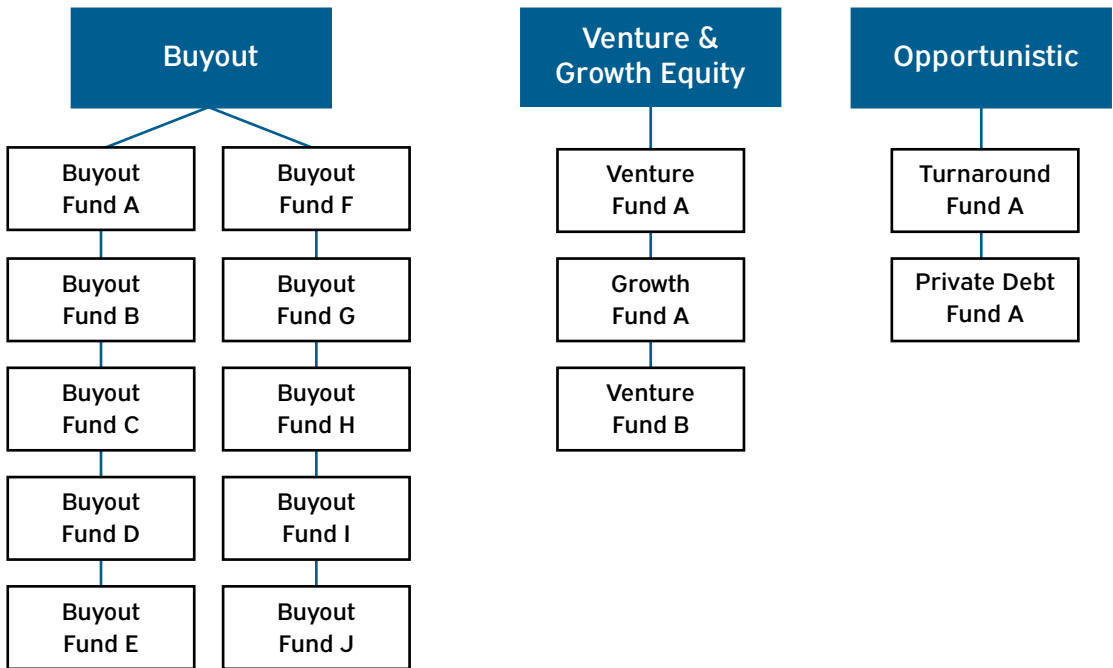 Buyout
Buyout
Fund A
Buyout
Fund B
Buyout
Fund C
Buyout
Fund D
Buyout
Fund E
Buyout
Fund F
Buyout
Fund G
Buyout
Fund H
Buyout
Fund I
Buyout
Fund J
Venture &
Growth Equity
Venture
Fund A
Growth
Fund A
Venture
Fund B
Opportunistic
Turnaround
Fund A
Private Debt
Fund A